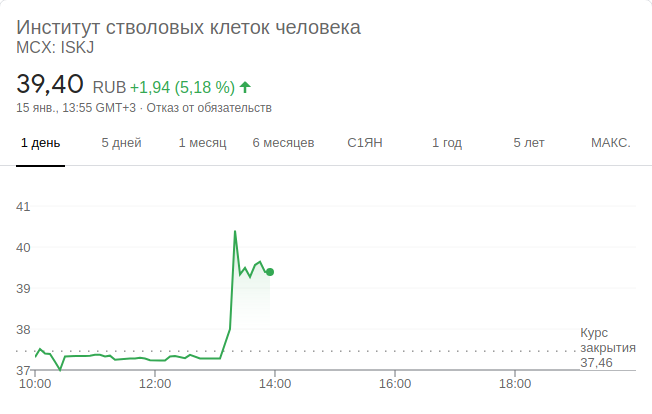 Институт стволовых клеток человека
MCX: ISKJ
39,40 RUB +1,94 (5,18 %)
15 янв., 13:55 GMT+3 · Отказ от обязательств
1 день 5 дней 1 месяц 6 месяцев С1ЯН 1 год 5 лет МАКС.
41
40
39
38
Курс
закрытия
37,46
37
10:00 12:00 14:00 16:00 18:00